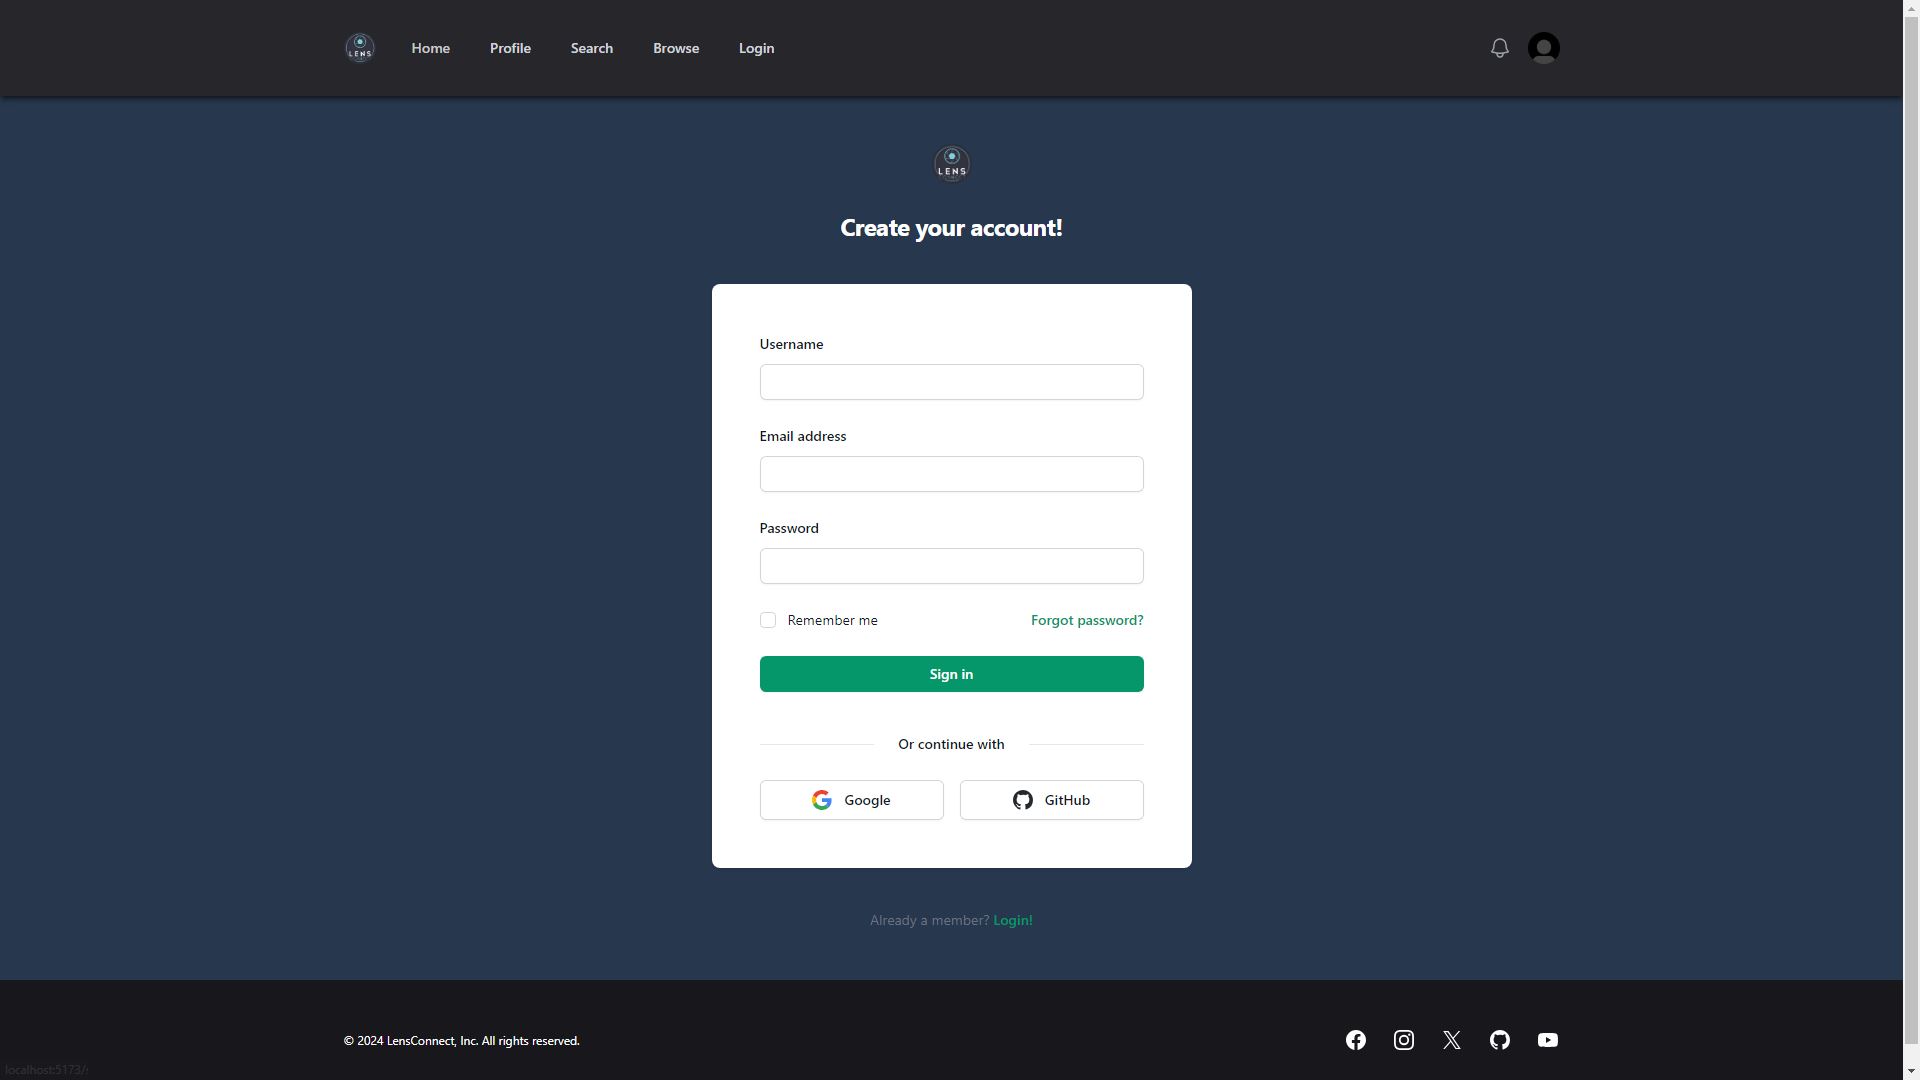 LENS
Home Profile Search Browse Login
LENS
Create your account!
Username
Email address
Password
Remember me Forgot password?
Sign in
Or continue with
Google GitHub
Already a member? Login!
© 2024 LensConnect, Inc. All rights reserved.
localhost:5173/